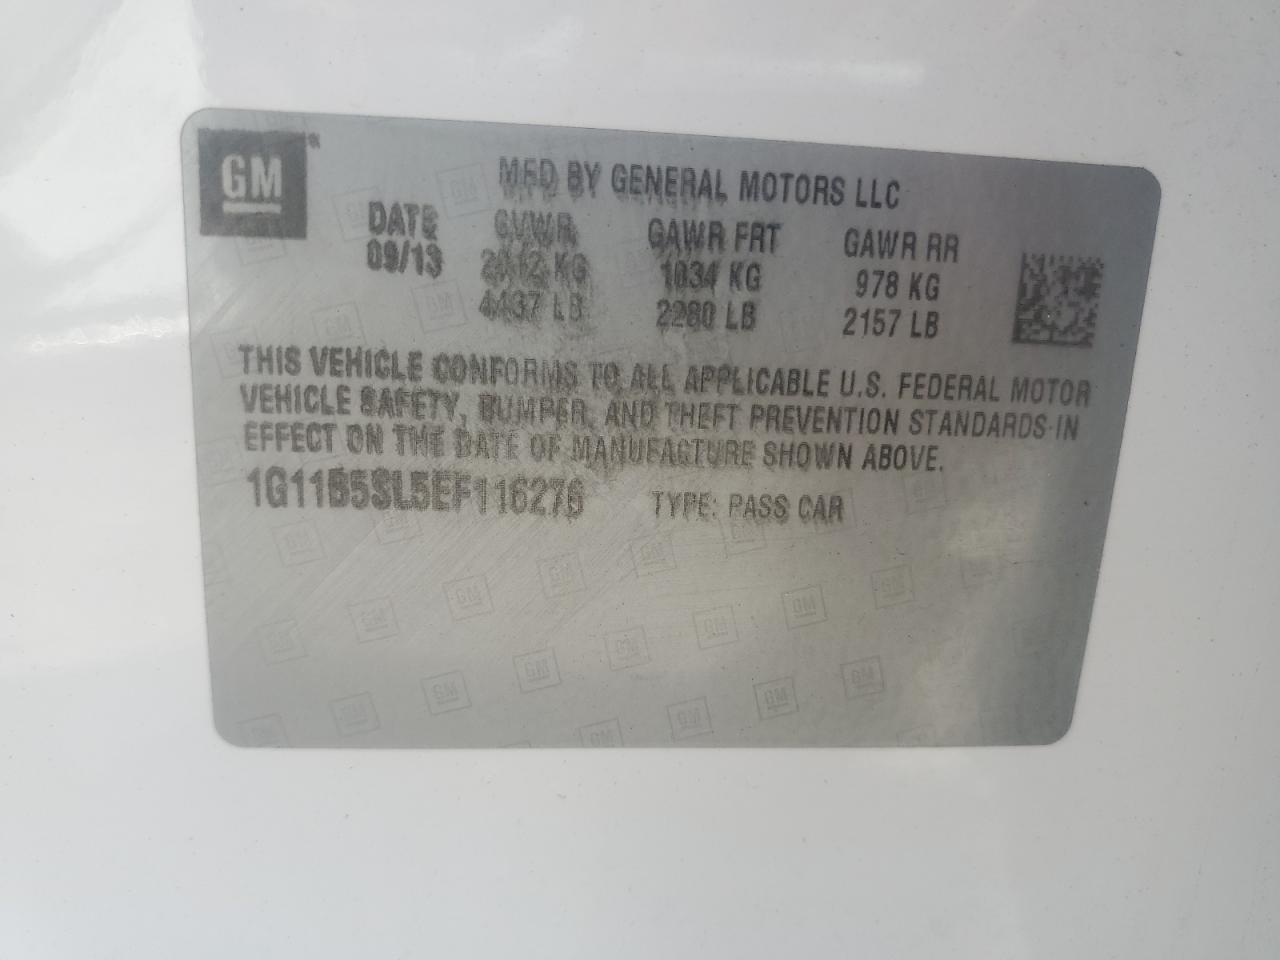 GM
MFD BY GENERAL MOTORS LLC
DATE GVWR GAWR FRT GAWR RR
09/13 2012 KG 1034 KG 978 KG
4437 LB 2280 LB 2157 LB
THIS VEHICLE CONFORMS TO ALL APPLICABLE U.S. FEDERAL MOTOR
VEHICLE SAFETY, BUMPER, AND THEFT PREVENTION STANDARDS IN
EFFECT ON THE DATE OF MANUFACTURE SHOWN ABOVE.
1G11B5SL5EF116276 TYPE: PASS CAR